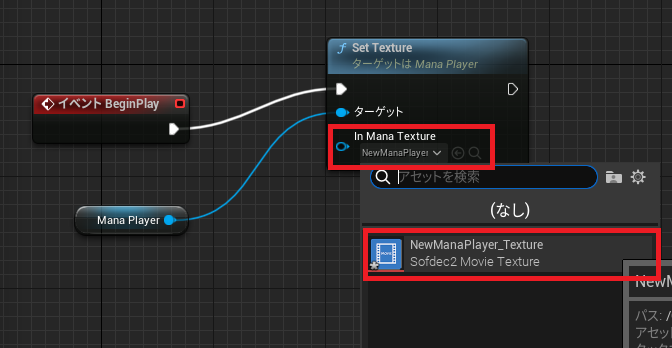 Set Texture
ターゲットは Mana Player
イベント BeginPlay
ターゲット
In Mana Texture
NewManaPlayer
Mana Player
アセットを検索
(なし)
MOVIE
NewManaPlayer_Texture
Sofdec2 Movie Texture
NewM
パス: /
アセット